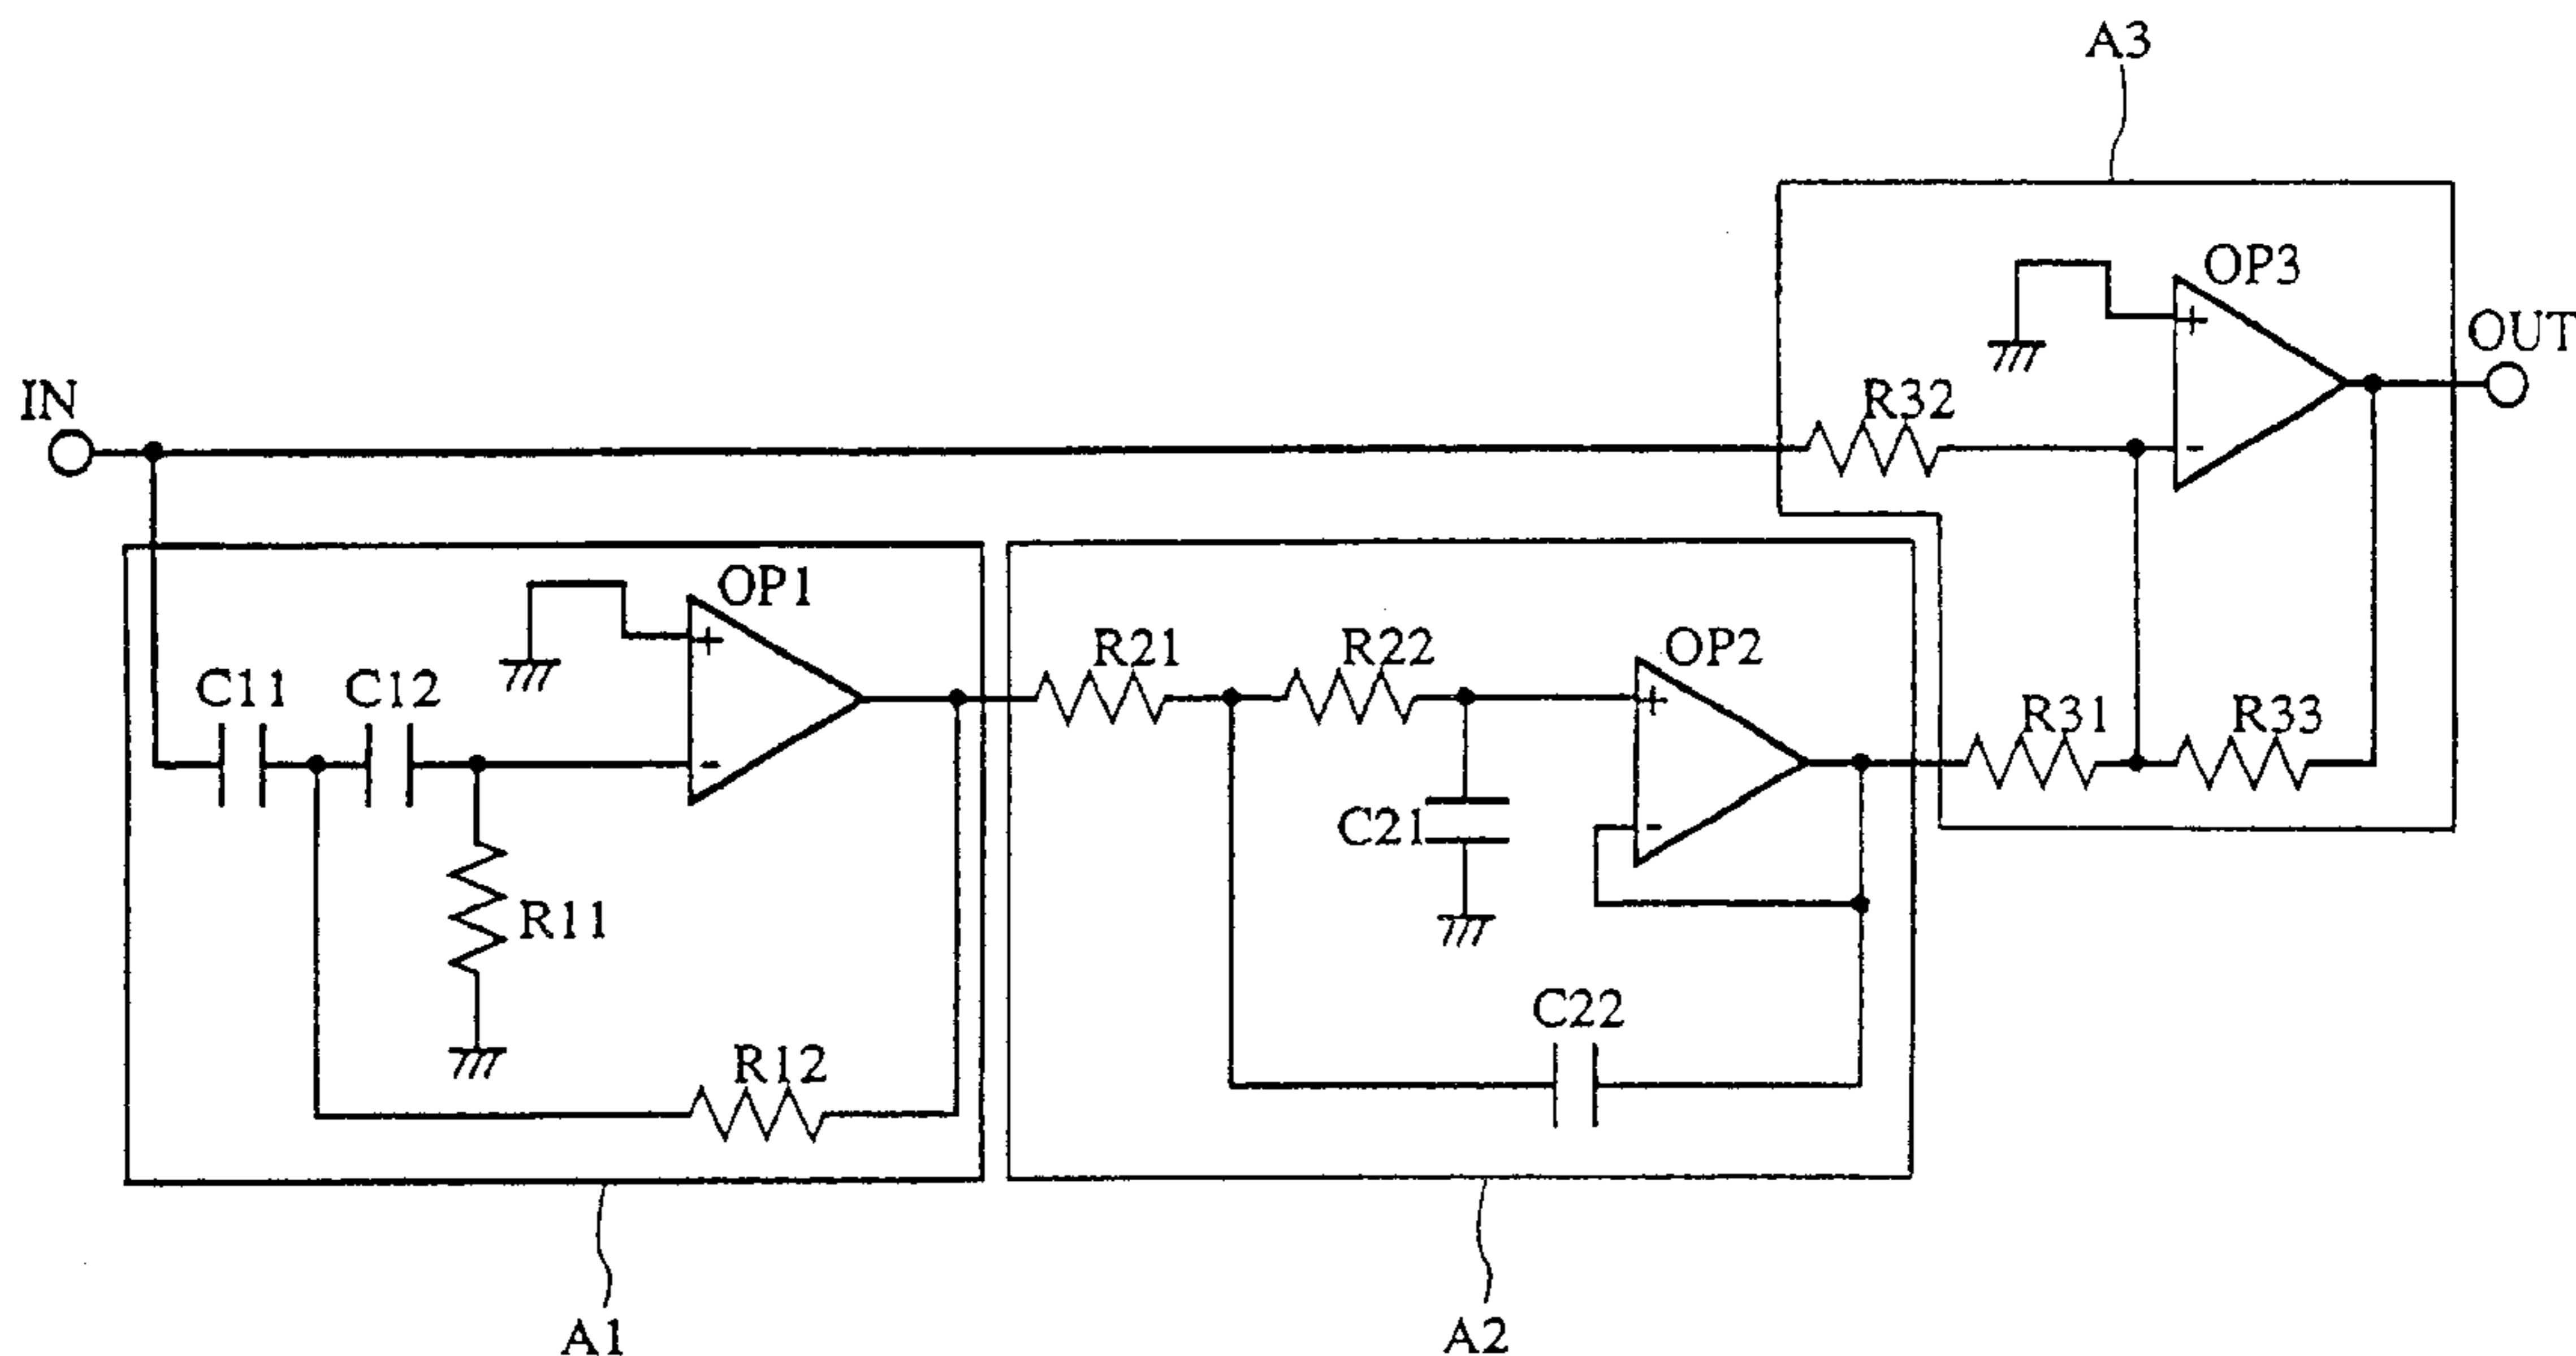 A3
OP3
OUT
IN
R32
OP1
R21
R22
OP2
C11
C12
R31
R33
C21
R11
C22
R12
A1
A2
+
-
+
-
+
-